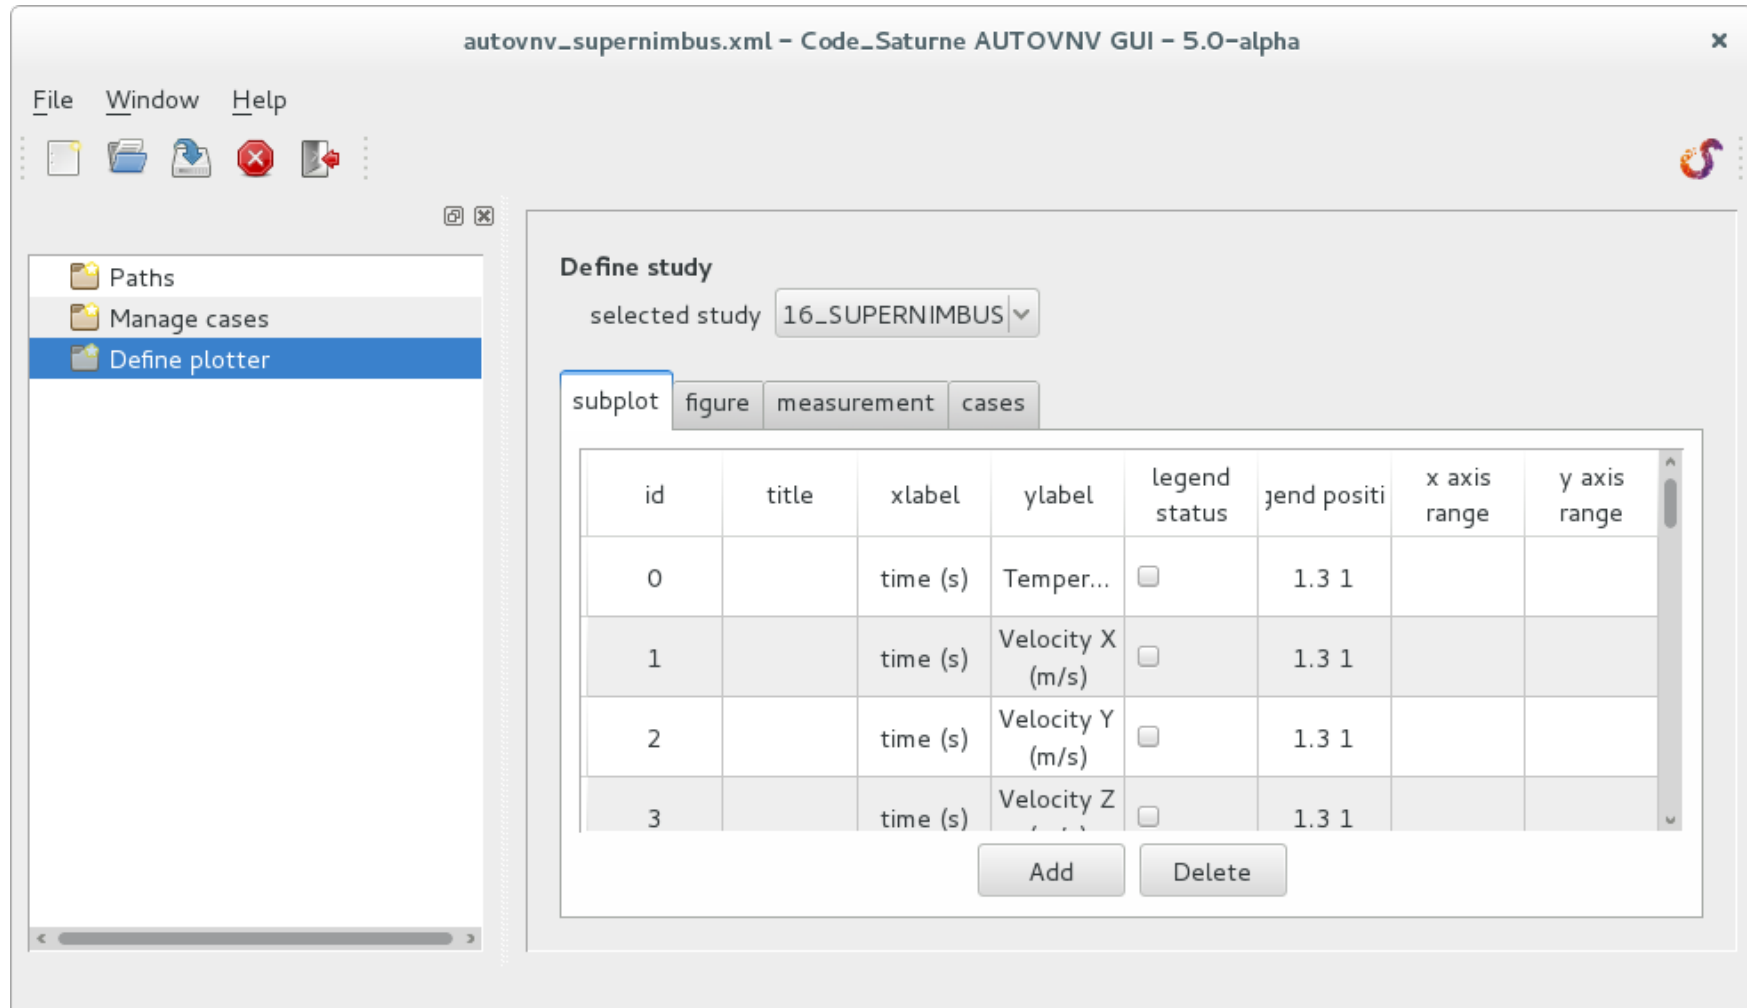 autovnv_supernimbus.xml - Code_Saturne AUTOVNV GUI - 5.0-alpha
File Window Help
Paths
Manage cases
Define plotter
Define study
selected study 16_SUPERNIMBUS
subplot figure measurement cases
id title xlabel ylabel legend status gend positi x axis range y axis range
0 time (s) Temper... 1.3 1
1 time (s) Velocity X (m/s) 1.3 1
2 time (s) Velocity Y (m/s) 1.3 1
3 time (s) Velocity Z 1.3 1
Add Delete